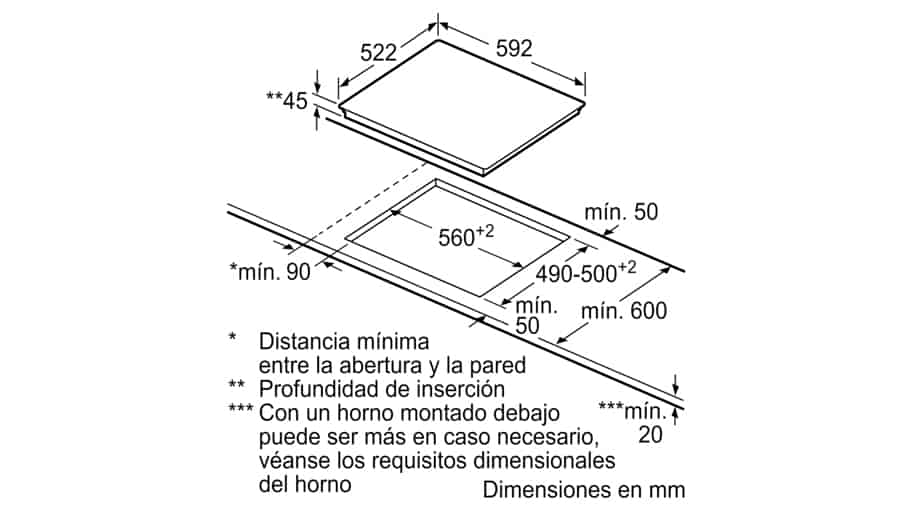 522
592
**45
mín. 50
560+2
*mín. 90
490-500+2
mín.
50
mín. 600
* Distancia mínima
entre la abertura y la pared
** Profundidad de inserción
*** Con un horno montado debajo
puede ser más en caso necesario,
véanse los requisitos dimensionales
del horno
***mín.
20
Dimensiones en mm